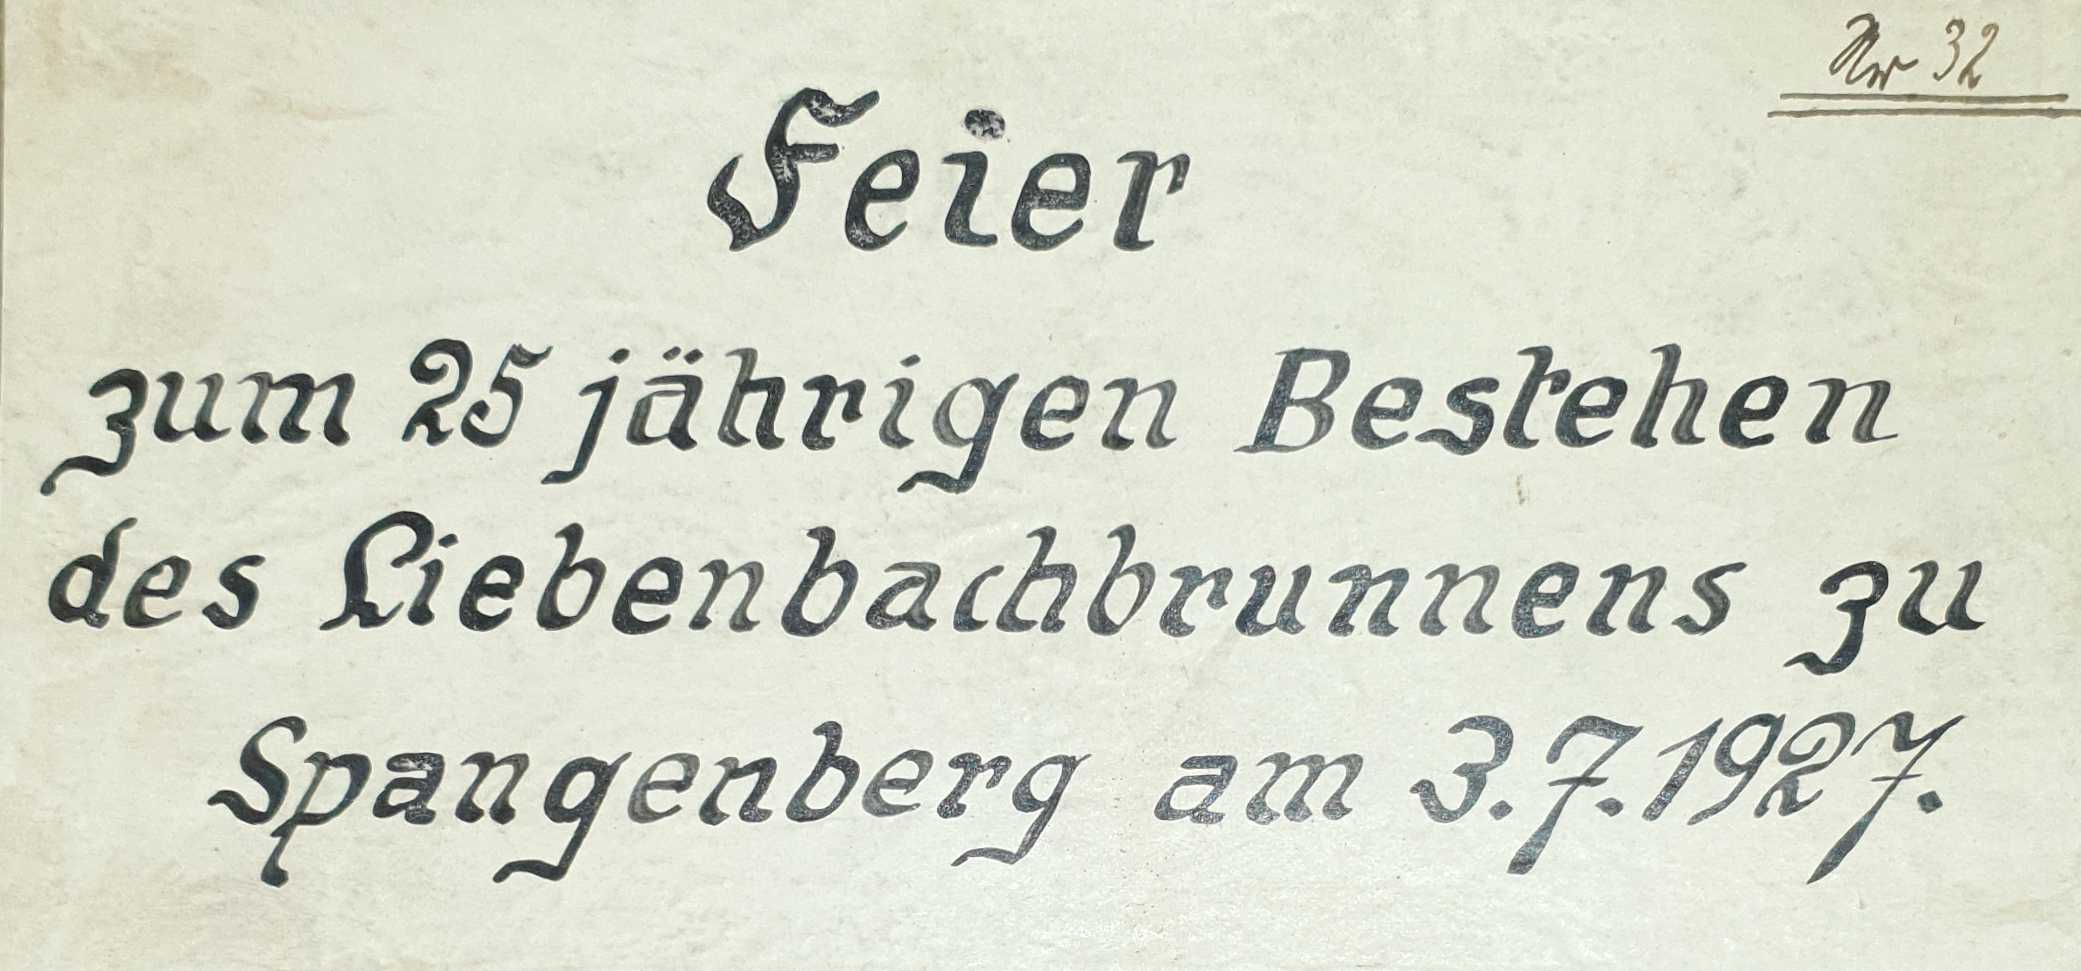 Nr 32
Feier
zum 25 jährigen Bestehen
des Liebenbachbrunnens zu
Spangenberg am 3.7.1927.